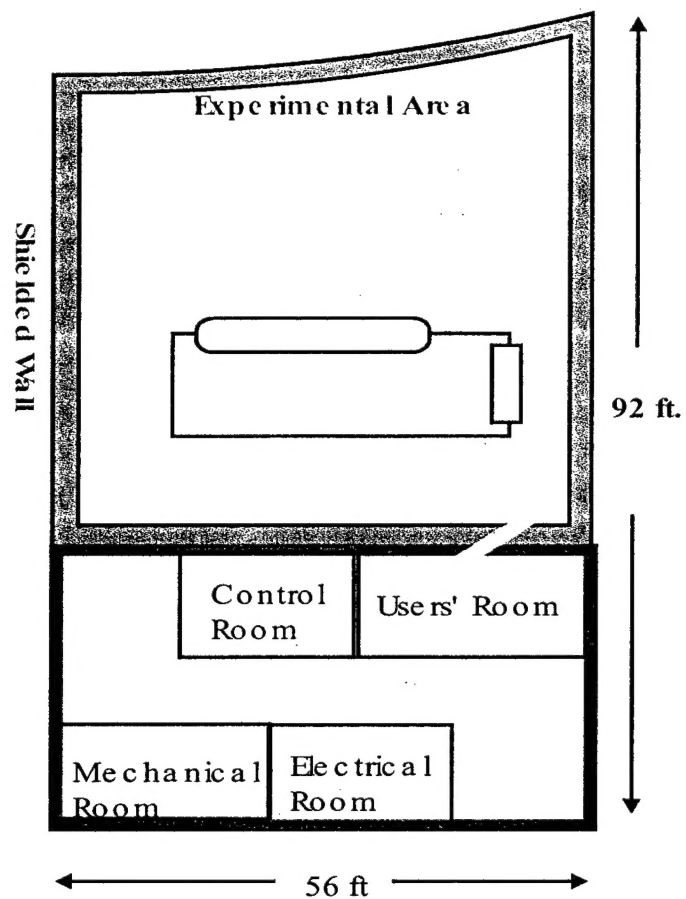 Experimental Area
Shielded Wall
92 ft.
Control
Room
Users' Room
Mechanical
Room
Electrical
Room
56 ft